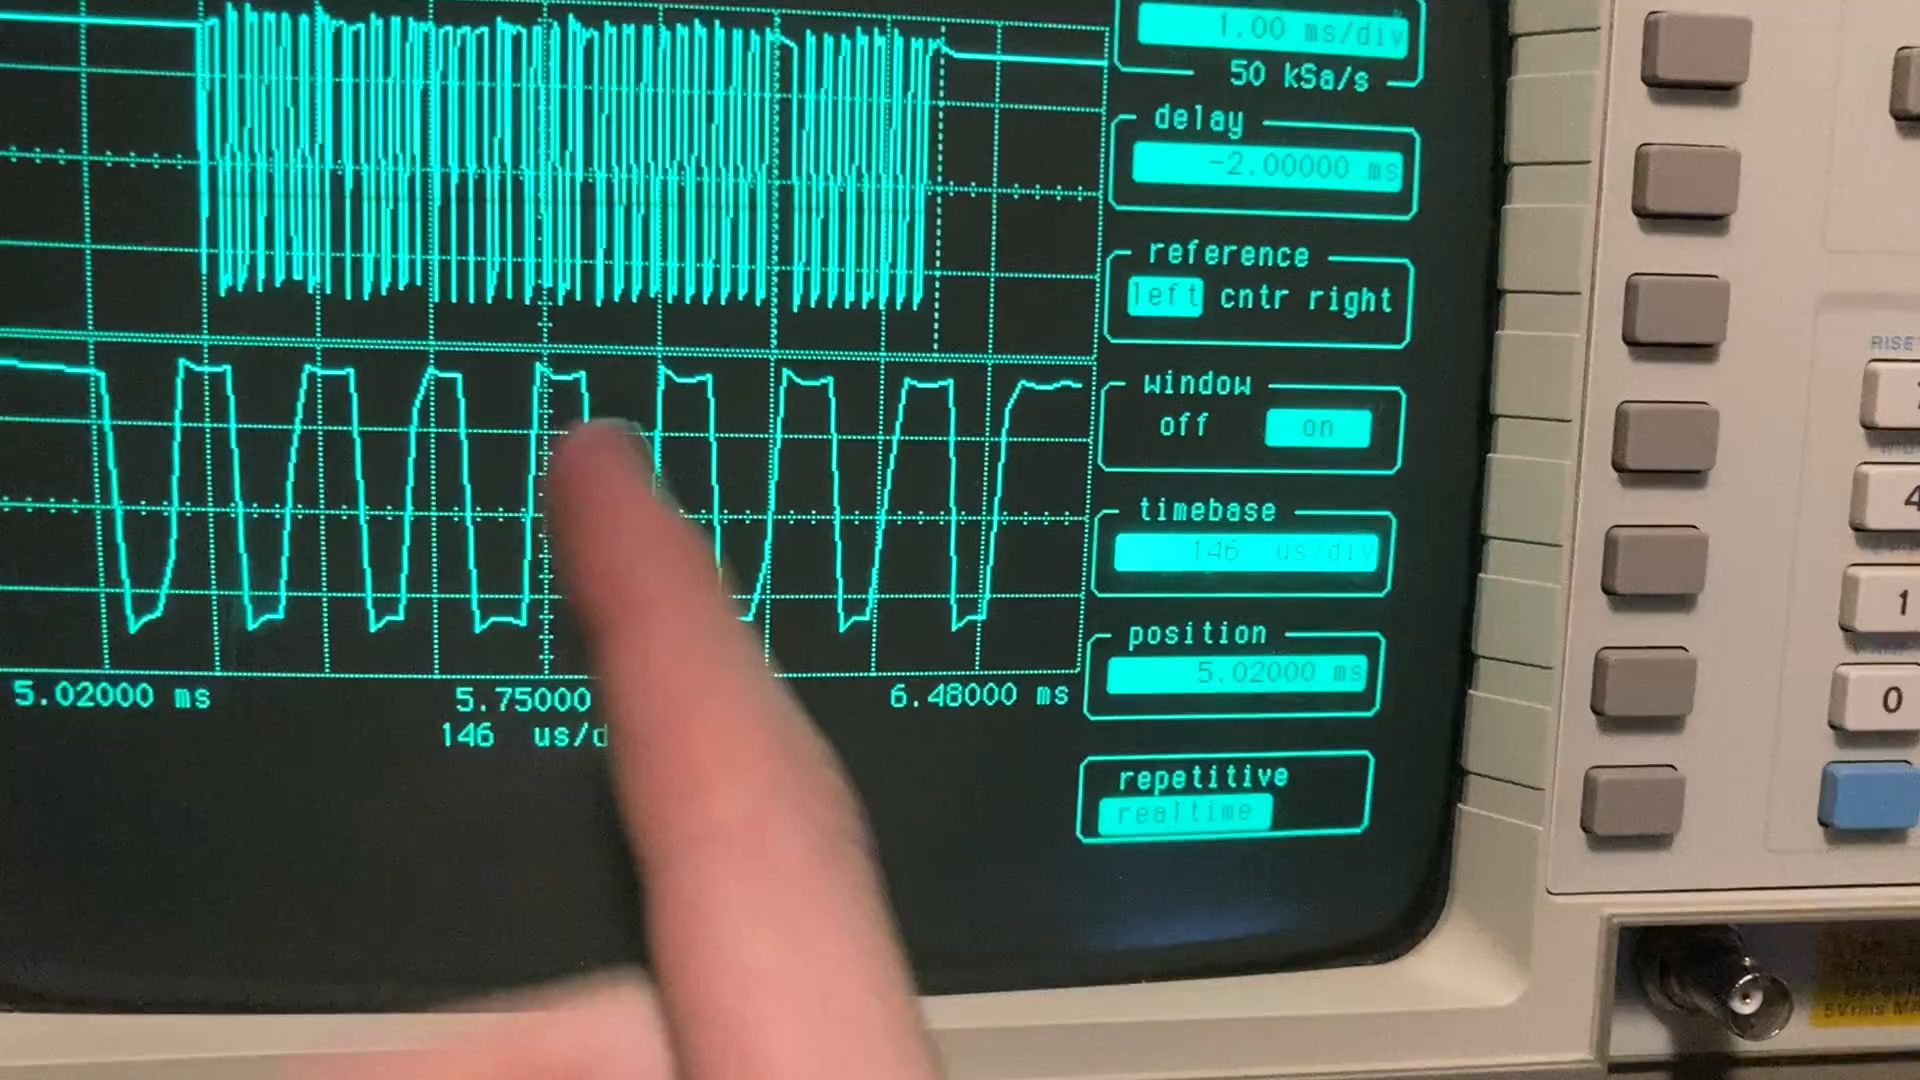 1.00 ms/div
50 kSa/s
delay
-2.00000 ms
reference
left cntr right
window
off on
timebase
146 us/div
position
5.02000 ms
5.02000 ms
5.75000
6.48000 ms
146 us/d
repetitive
realtime
RISE
4
1
0